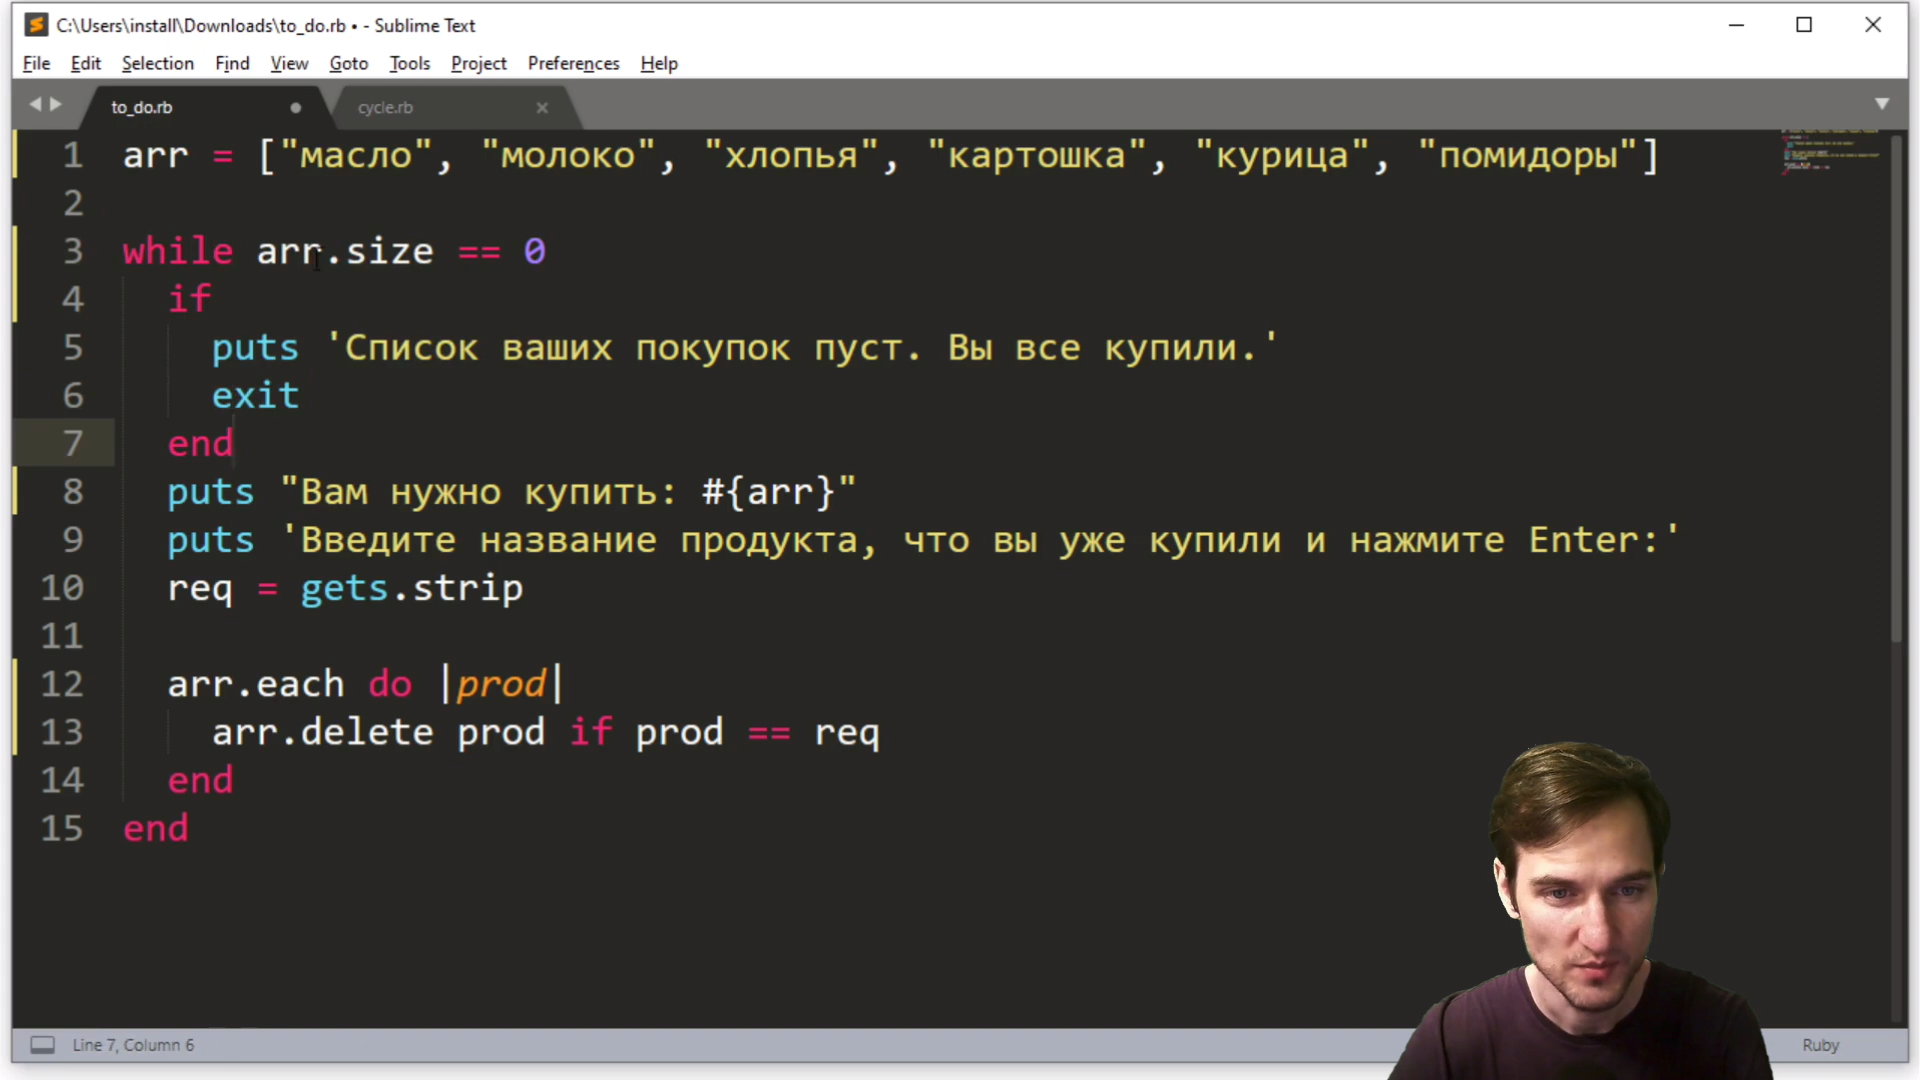 C:\Users\install\Downloads\to_do.rb • - Sublime Text
File Edit Selection Find View Goto Tools Project Preferences Help
to_do.rb cycle.rb
1 arr = ["масло", "молоко", "хлопья", "картошка", "курица", "помидоры"]
2
3 while arr.size == 0
4 if
5 puts 'Список ваших покупок пуст. Вы все купили.'
6 exit
7 end
8 puts "Вам нужно купить: #{arr}"
9 puts 'Введите название продукта, что вы уже купили и нажмите Enter:'
10 req = gets.strip
11
12 arr.each do |prod|
13 arr.delete prod if prod == req
14 end
15 end
Line 7, Column 6 Ruby